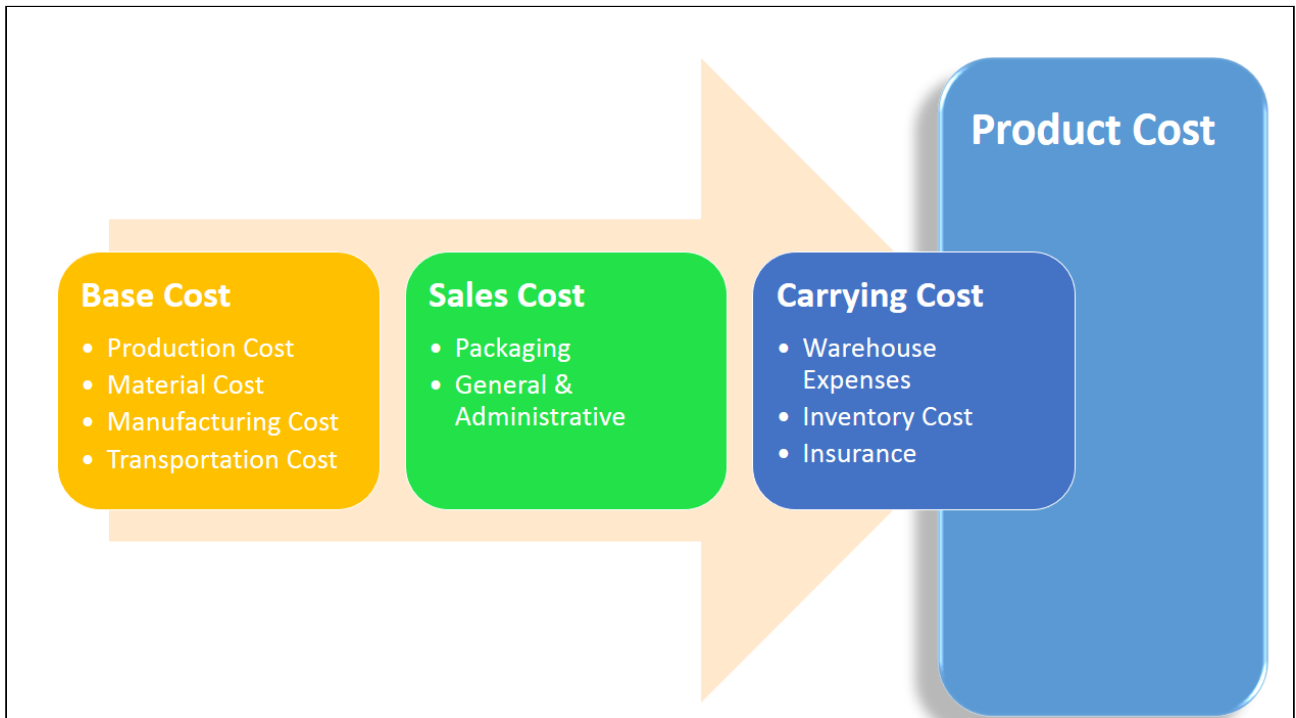 Product Cost
Base Cost
• Production Cost
• Material Cost
• Manufacturing Cost
• Transportation Cost
Sales Cost
• Packaging
• General &
Administrative
Carrying Cost
• Warehouse
Expenses
• Inventory Cost
• Insurance